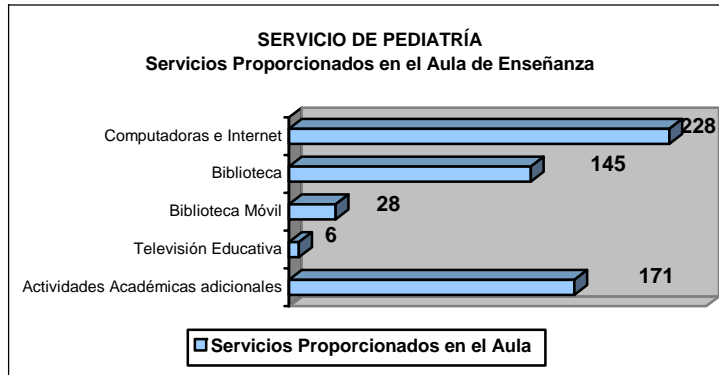 SERVICIO DE PEDIATRÍA
Servicios Proporcionados en el Aula de Enseñanza
Computadoras e Internet 228
Biblioteca 145
Biblioteca Móvil 28
Televisión Educativa 6
Actividades Académicas adicionales 171
Servicios Proporcionados en el Aula